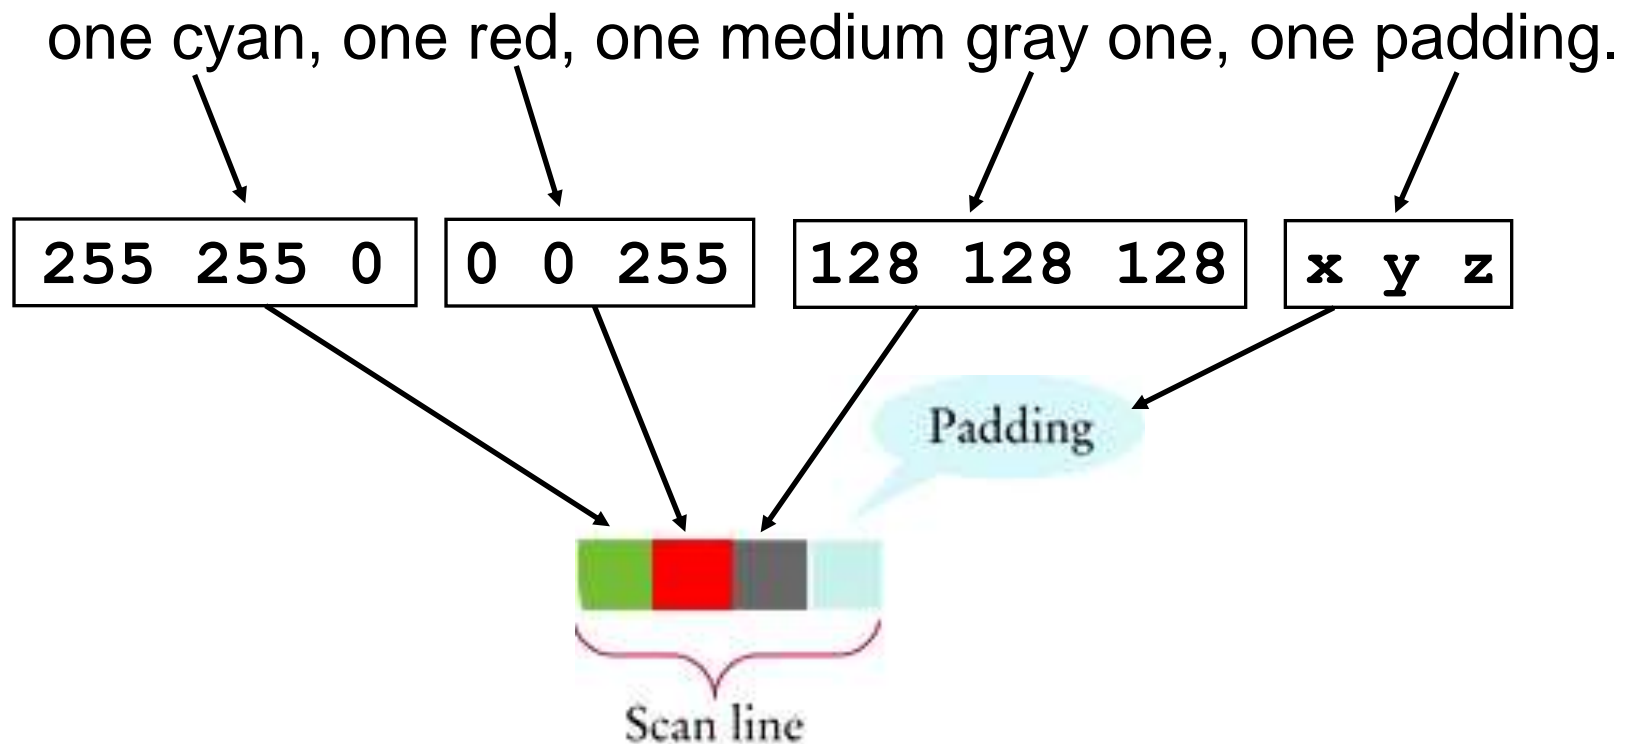 one cyan, one red, one medium gray one, one padding.
255 255 0 0 0 255 128 128 128 x y z
Padding
Scan line